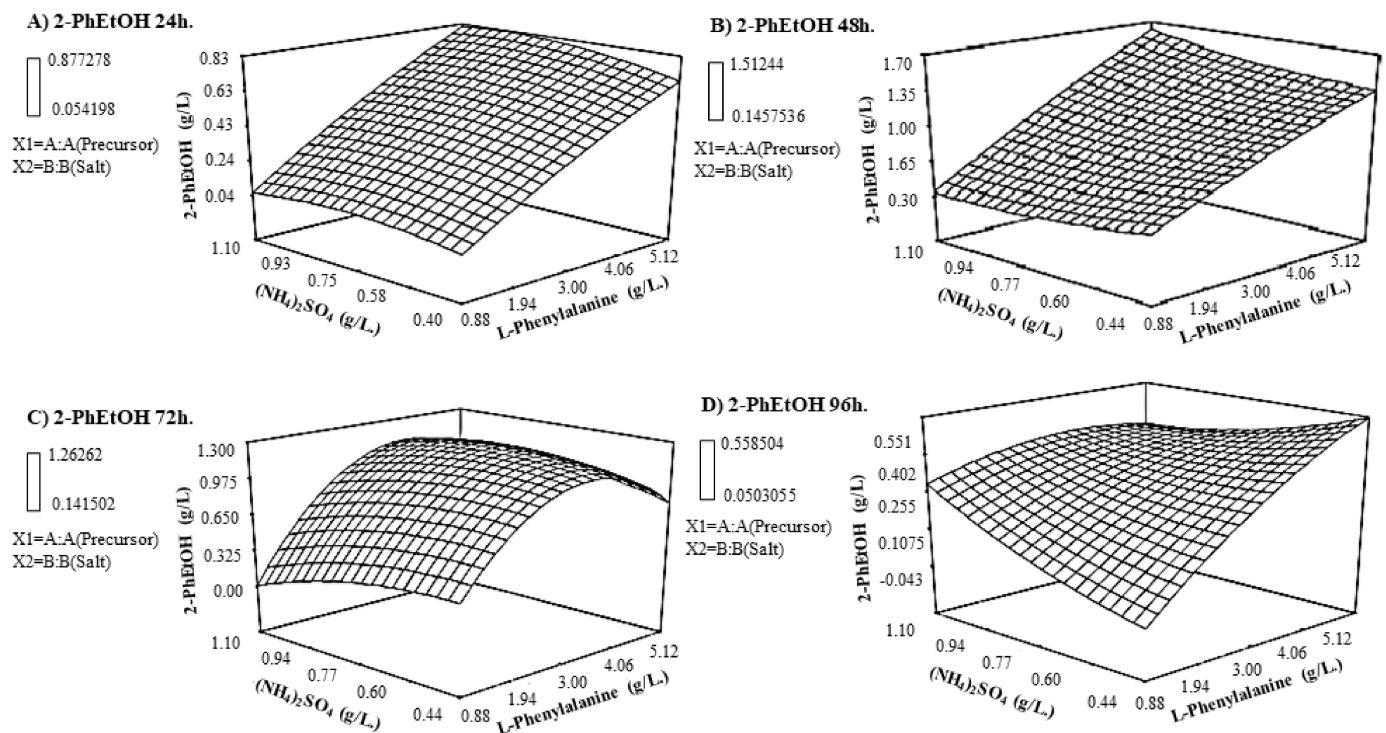 A) 2-PhEtOH 24h.
0.877278
0.054198
X1=A:A(Precursor)
X2=B:B(Salt)
2-PhEtOH (g/L)
0.83
0.63
0.43
0.24
0.04
1.10
0.93
0.75
0.58
0.40
(NH₄)₂SO₄ (g/L.)
0.88
1.94
3.00
4.06
5.12
L-Phenylalanine (g/L.)
B) 2-PhEtOH 48h.
1.51244
0.1457536
X1=A:A(Precursor)
X2=B:B(Salt)
2-PhEtOH (g/L)
1.70
1.35
1.00
1.65
0.30
1.10
0.94
0.77
0.60
0.44
(NH₄)₂SO₄ (g/L.)
0.88
1.94
3.00
4.06
5.12
L-Phenylalanine (g/L.)
C) 2-PhEtOH 72h.
1.26262
0.141502
X1=A:A(Precursor)
X2=B:B(Salt)
2-PhEtOH (g/L)
1.300
0.975
0.650
0.325
0.00
1.10
0.94
0.77
0.60
0.44
(NH₄)₂SO₄ (g/L.)
0.88
1.94
3.00
4.06
5.12
L-Phenylalanine (g/L.)
D) 2-PhEtOH 96h.
0.558504
0.0503055
X1=A:A(Precursor)
X2=B:B(Salt)
2-PhEtOH (g/L)
0.551
0.402
0.255
0.1075
-0.043
1.10
0.94
0.77
0.60
0.44
(NH₄)₂SO₄ (g/L.)
0.88
1.94
3.00
4.06
5.12
L-Phenylalanine (g/L.)